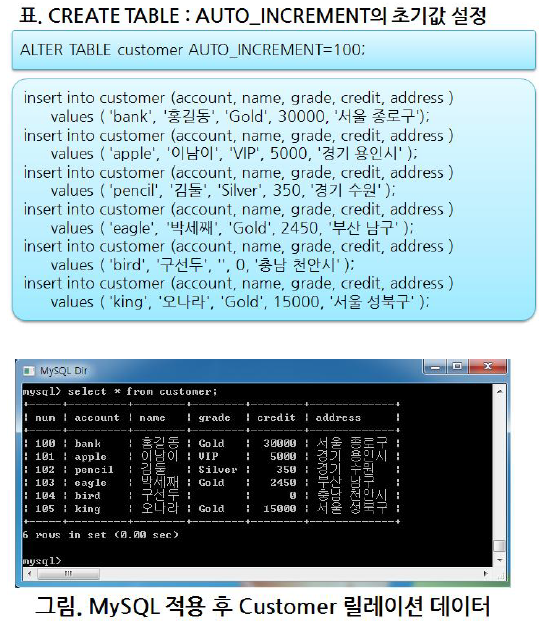 표. CREATE TABLE : AUTO_INCREMENT의 초기값 설정
ALTER TABLE customer AUTO_INCREMENT=100;
insert into customer (account, name, grade, credit, address )
values ( 'bank', '홍길동', 'Gold', 30000, '서울 종로구');
insert into customer (account, name, grade, credit, address )
values ( 'apple', '이남이', 'VIP', 5000, '경기 용인시' );
insert into customer (account, name, grade, credit, address )
values ( 'pencil', '김둘', 'Silver', 350, '경기 수원' );
insert into customer (account, name, grade, credit, address )
values ( 'eagle', '박세째', 'Gold', 2450, '부산 남구' );
insert into customer (account, name, grade, credit, address )
values ( 'bird', '구선두', '', 0, '충남 천안시' );
insert into customer (account, name, grade, credit, address )
values ( 'king', '오나라', 'Gold', 15000, '서울 성북구' );
MySQL Dir
mysql> select * from customer;
+-----+---------+--------+--------+--------+-------------+
| num | account | name | grade | credit | address |
+-----+---------+--------+--------+--------+-------------+
| 100 | bank | 홍길동 | Gold | 30000 | 서울 종로구 |
| 101 | apple | 이남이 | VIP | 5000 | 경기 용인시 |
| 102 | pencil | 김둘 | Silver | 350 | 경기 수원 |
| 103 | eagle | 박세째 | Gold | 2450 | 부산 남구 |
| 104 | bird | 구선두 | | 0 | 충남 천안시 |
| 105 | king | 오나라 | Gold | 15000 | 서울 성북구 |
+-----+---------+--------+--------+--------+-------------+
6 rows in set (0.00 sec)
mysql>
그림. MySQL 적용 후 Customer 릴레이션 데이터